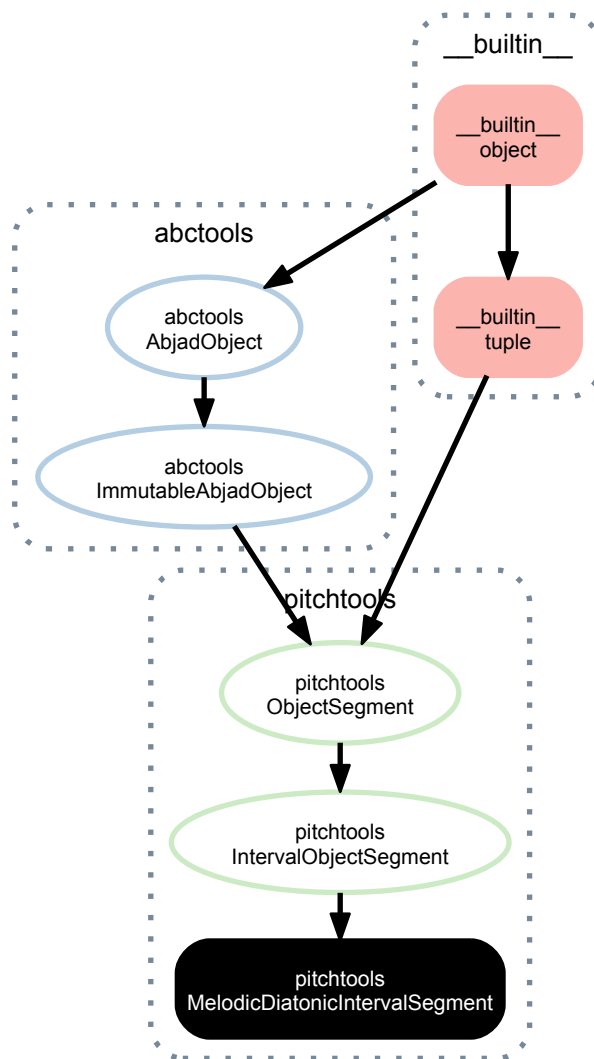 __builtin__
__builtin__
object
abctools
abctools
AbjadObject
__builtin__
tuple
abctools
ImmutableAbjadObject
pitchtools
pitchtools
ObjectSegment
pitchtools
IntervalObjectSegment
pitchtools
MelodicDiatonicIntervalSegment